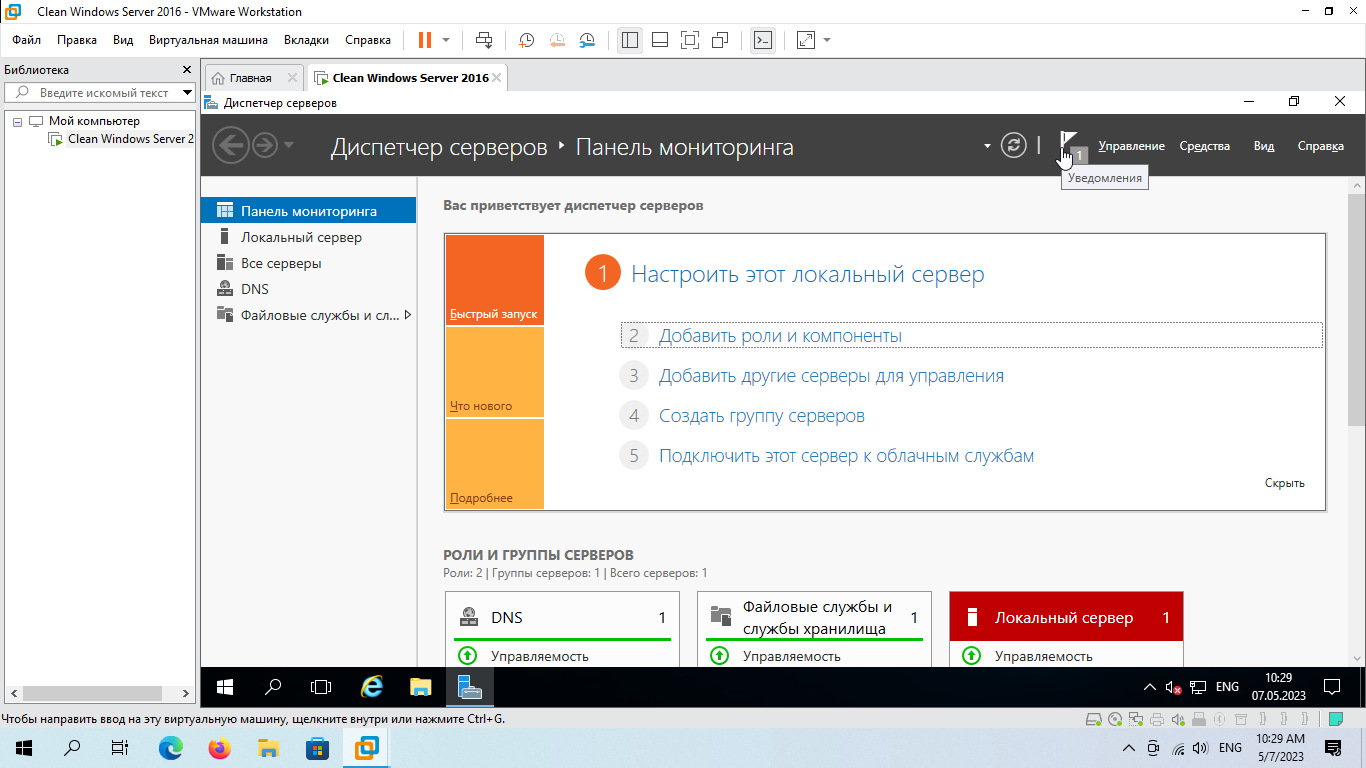 Clean Windows Server 2016 - VMware Workstation
Файл Правка Вид Виртуальная машина Вкладки Справка
Библиотека
Введите искомый текст
Мой компьютер
Clean Windows Server 2
Главная
Clean Windows Server 2016
Диспетчер серверов
Диспетчер серверов Панель мониторинга
1
Управление Средства Вид Справка
Уведомления
Панель мониторинга
Локальный сервер
Все серверы
DNS
Файловые службы и сл...
Вас приветствует диспетчер серверов
Быстрый запуск
Что нового
Подробнее
1 Настроить этот локальный сервер
2 Добавить роли и компоненты
3 Добавить другие серверы для управления
4 Создать группу серверов
5 Подключить этот сервер к облачным службам
Скрыть
РОЛИ И ГРУППЫ СЕРВЕРОВ
Роли: 2 | Группы серверов: 1 | Всего серверов: 1
DNS 1
Управляемость
Файловые службы и
службы хранилища 1
Управляемость
Локальный сервер 1
Управляемость
ENG
10:29
07.05.2023
Чтобы направить ввод на эту виртуальную машину, щелкните внутри или нажмите Ctrl+G.
ENG
10:29 AM
5/7/2023